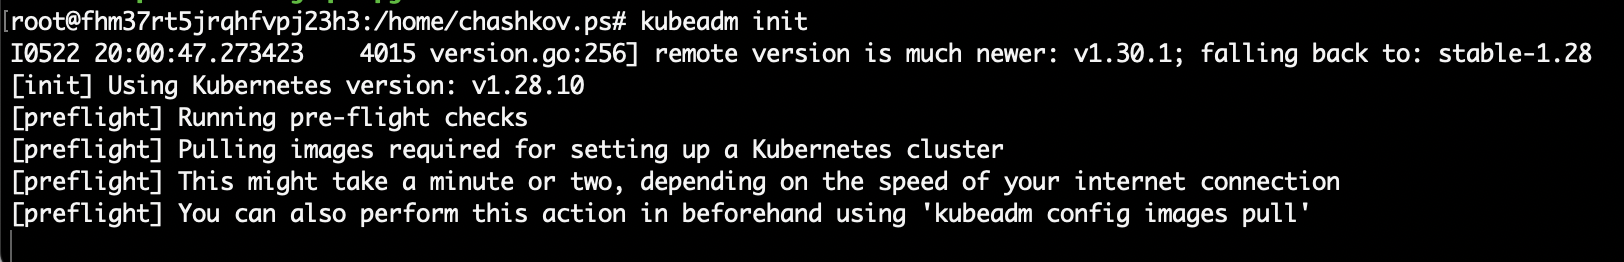 root@fhm37rt5jrqhfvpj23h3:/home/chashkov.ps# kubeadm init
I0522 20:00:47.273423    4015 version.go:256] remote version is much newer: v1.30.1; falling back to: stable-1.28
[init] Using Kubernetes version: v1.28.10
[preflight] Running pre-flight checks
[preflight] Pulling images required for setting up a Kubernetes cluster
[preflight] This might take a minute or two, depending on the speed of your internet connection
[preflight] You can also perform this action in beforehand using 'kubeadm config images pull'